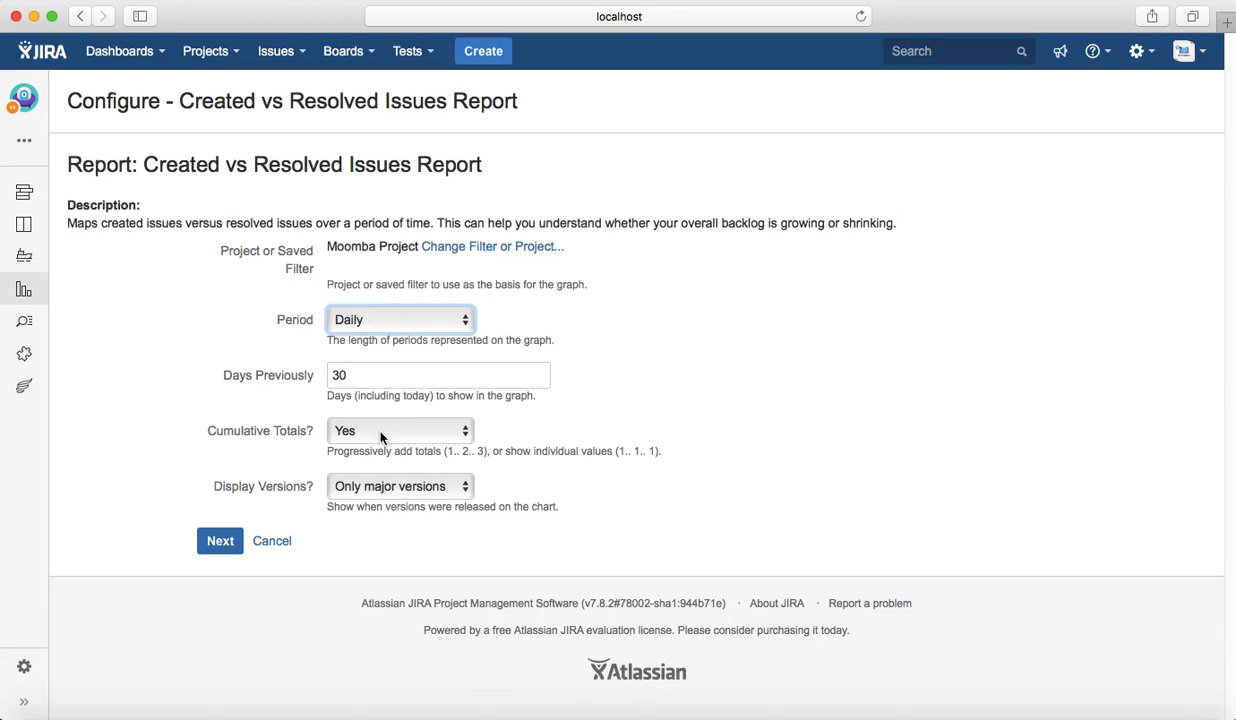 localhost
JIRA Dashboards Projects Issues Boards Tests Create Search
Configure - Created vs Resolved Issues Report
Report: Created vs Resolved Issues Report
Description:
Maps created issues versus resolved issues over a period of time. This can help you understand whether your overall backlog is growing or shrinking.
Project or Saved Filter
Moomba Project Change Filter or Project...
Project or saved filter to use as the basis for the graph.
Period Daily
The length of periods represented on the graph.
Days Previously 30
Days (including today) to show in the graph.
Cumulative Totals? Yes
Progressively add totals (1.. 2.. 3), or show individual values (1.. 1.. 1).
Display Versions? Only major versions
Show when versions were released on the chart.
Next Cancel
Atlassian JIRA Project Management Software (v7.8.2#78002-sha1:944b71e) · About JIRA · Report a problem
Powered by a free Atlassian JIRA evaluation license. Please consider purchasing it today.
Atlassian